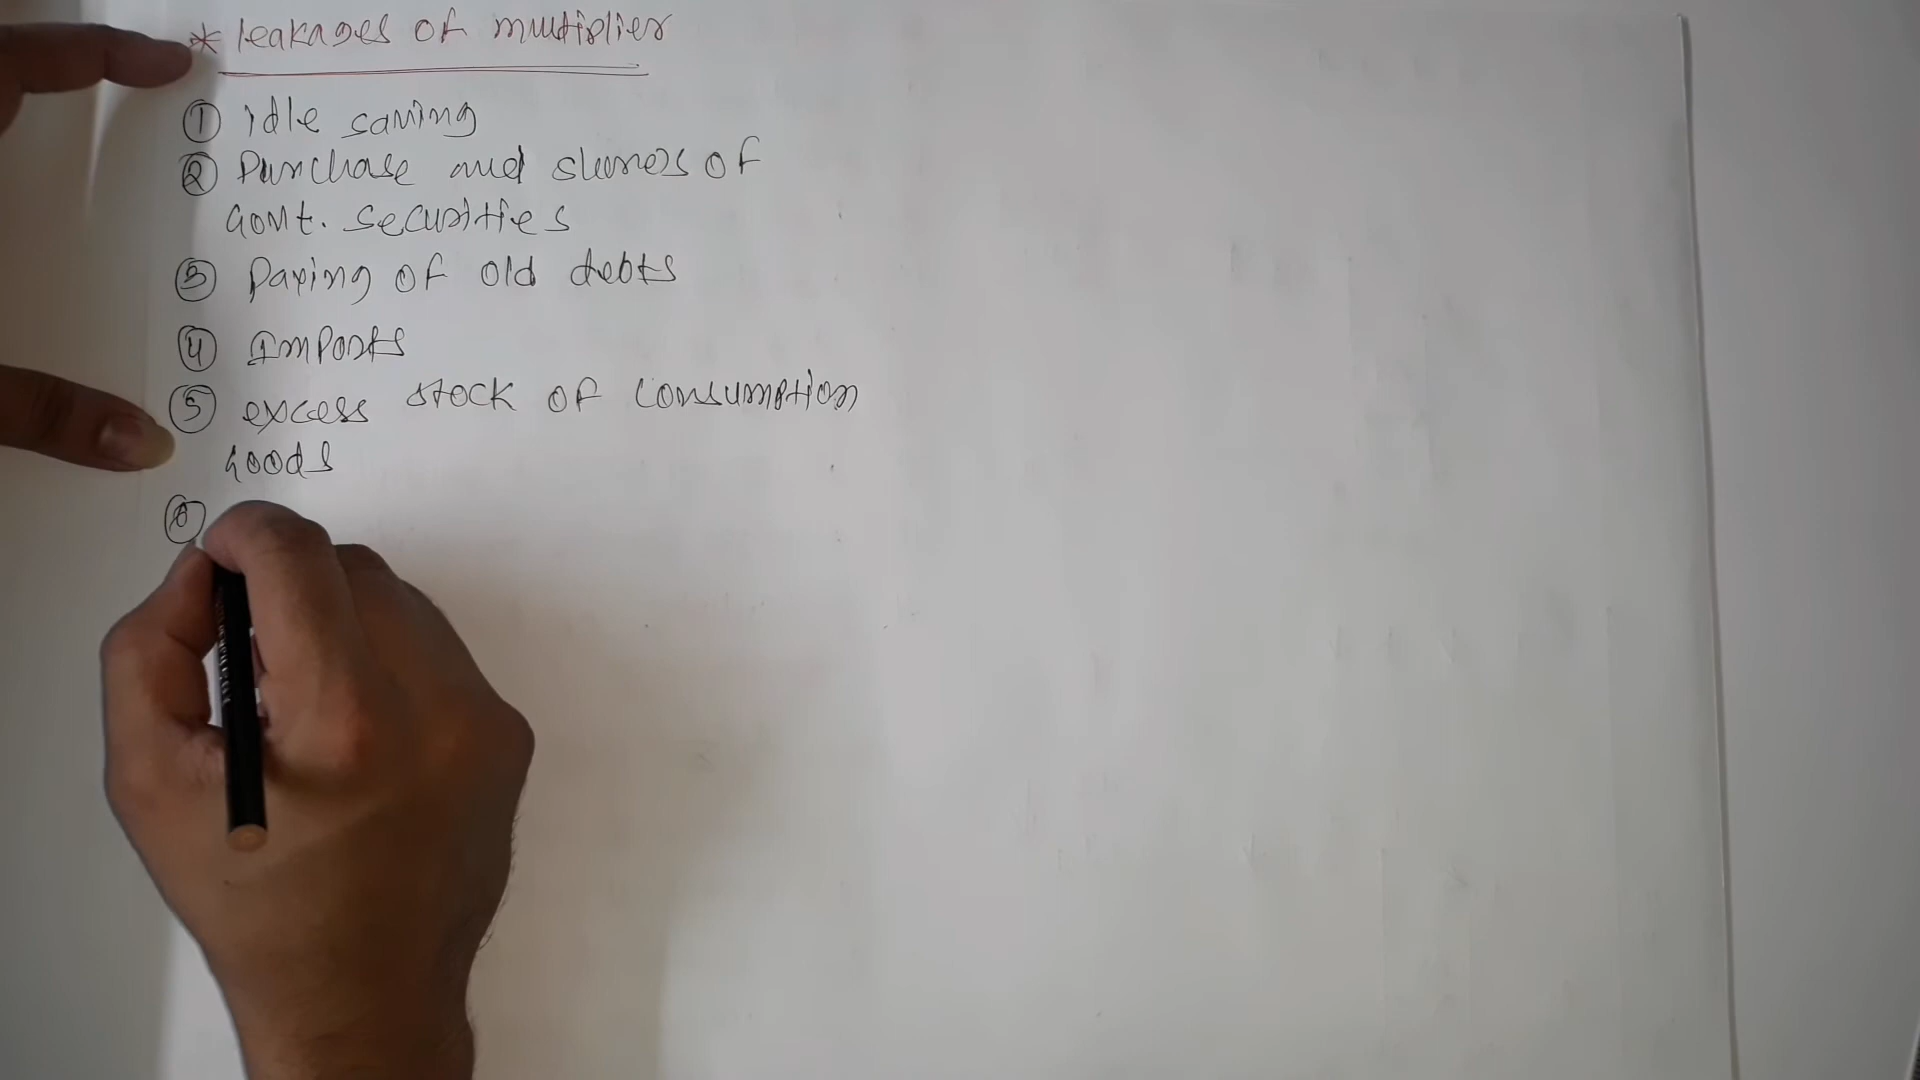 * leakages of multiplier
① idle saving
② Purchase and shares of
Govt. securities
③ Paying of old debts
④ Imports
⑤ excess stock of consumption
Goods
⑥